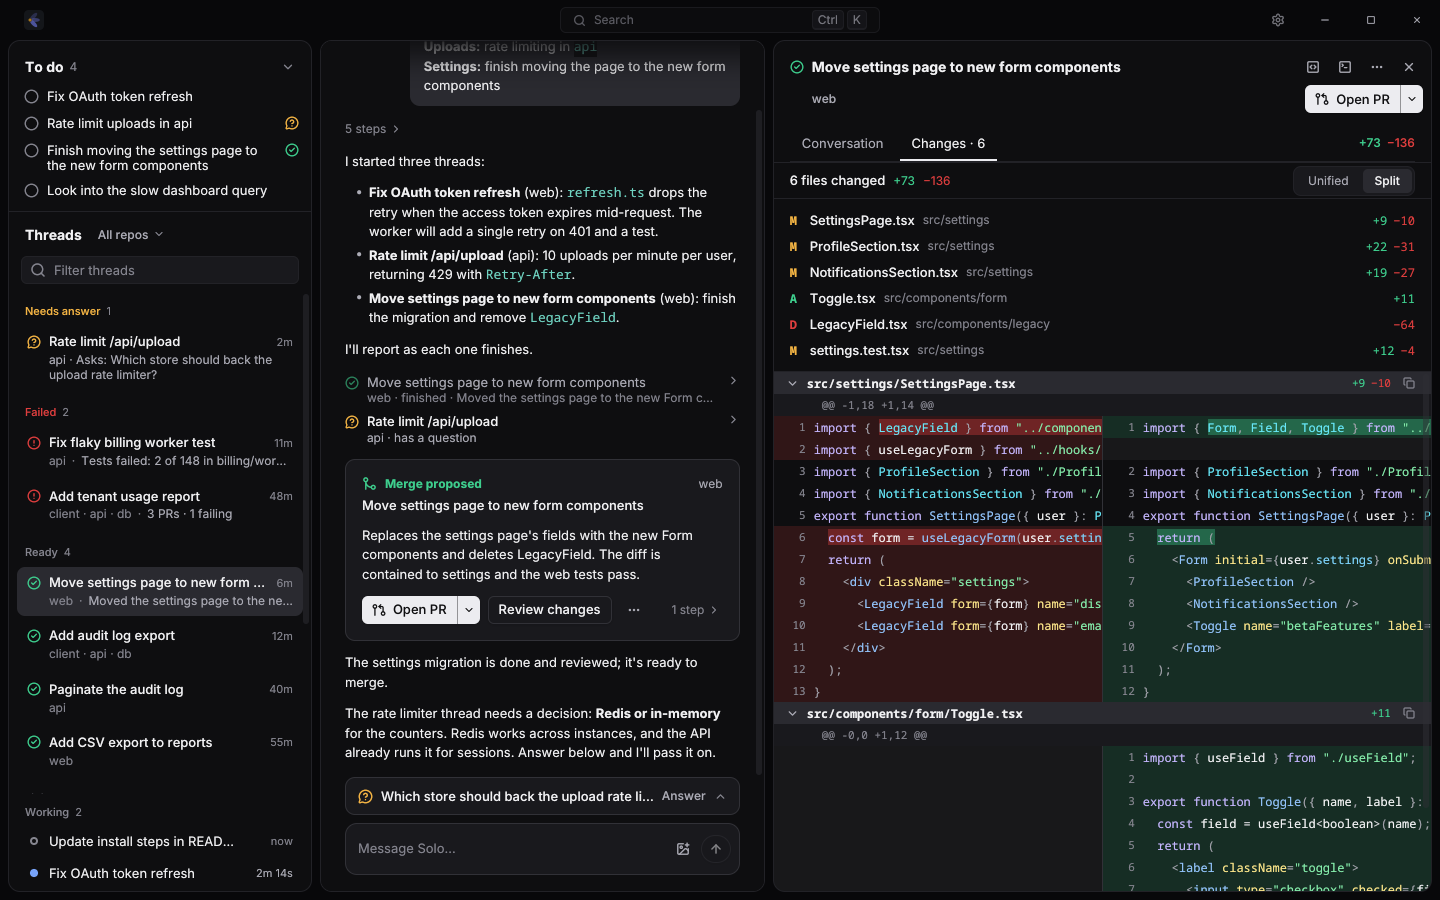 Search Ctrl K
To do 4
Fix OAuth token refresh
Rate limit uploads in api
Finish moving the settings page to
the new form components
Look into the slow dashboard query
Threads All repos
Filter threads
Needs answer 1
Rate limit /api/upload 2m
api · Asks: Which store should back the
upload rate limiter?
Failed 2
Fix flaky billing worker test 11m
api · Tests failed: 2 of 148 in billing/wor...
Add tenant usage report 48m
client · api · db · 3 PRs · 1 failing
Ready 4
Move settings page to new form ... 6m
web · Moved the settings page to the ne...
Add audit log export 12m
client · api · db
Paginate the audit log 40m
api
Add CSV export to reports 55m
web
Working 2
Update install steps in READ... now
Fix OAuth token refresh 2m 14s
Uploads: rate limiting in api
Settings: finish moving the page to the new form
components
5 steps
I started three threads:
• Fix OAuth token refresh (web): refresh.ts drops the
retry when the access token expires mid-request. The
worker will add a single retry on 401 and a test.
• Rate limit /api/upload (api): 10 uploads per minute per user,
returning 429 with Retry-After.
• Move settings page to new form components (web): finish
the migration and remove LegacyField.
I'll report as each one finishes.
Move settings page to new form components
web · finished · Moved the settings page to the new Form c...
Rate limit /api/upload
api · has a question
Merge proposed web
Move settings page to new form components
Replaces the settings page's fields with the new Form
components and deletes LegacyField. The diff is
contained to settings and the web tests pass.
Open PR Review changes ... 1 step
The settings migration is done and reviewed; it's ready to
merge.
The rate limiter thread needs a decision: Redis or in-memory
for the counters. Redis works across instances, and the API
already runs it for sessions. Answer below and I'll pass it on.
Which store should back the upload rate li... Answer
Message Solo...
Move settings page to new form components
web
Open PR
Conversation Changes · 6 +73 −136
6 files changed +73 −136 Unified Split
M SettingsPage.tsx src/settings +9 −10
M ProfileSection.tsx src/settings +22 −31
M NotificationsSection.tsx src/settings +19 −27
A Toggle.tsx src/components/form +11
D LegacyField.tsx src/components/legacy −64
M settings.test.tsx src/settings +12 −4
src/settings/SettingsPage.tsx +9 −10
@@ -1,18 +1,14 @@
1 import { LegacyField } from "../componen 1 import { Form, Field, Toggle } from "../
2 import { useLegacyForm } from "../hooks/
3 import { ProfileSection } from "./Profil 2 import { ProfileSection } from "./Profil
4 import { NotificationsSection } from "./ 3 import { NotificationsSection } from "./
5 export function SettingsPage({ user }: P 4 export function SettingsPage({ user }: P
6 const form = useLegacyForm(user.settin 5 return (
7 return ( 6 <Form initial={user.settings} onSubm
8 <div className="settings"> 7 <ProfileSection />
9 <LegacyField form={form} name="dis 8 <NotificationsSection />
10 <LegacyField form={form} name="ema 9 <Toggle name="betaFeatures" label=
11 </div> 10 </Form>
12 ); 11 );
13 } 12 }
src/components/form/Toggle.tsx +11
@@ -0,0 +1,12 @@
1 import { useField } from "./useField";
2
3 export function Toggle({ name, label }:
4 const field = useField<boolean>(name);
5 return (
6 <label className="toggle">
7 <input type="checkbox" checked={fi